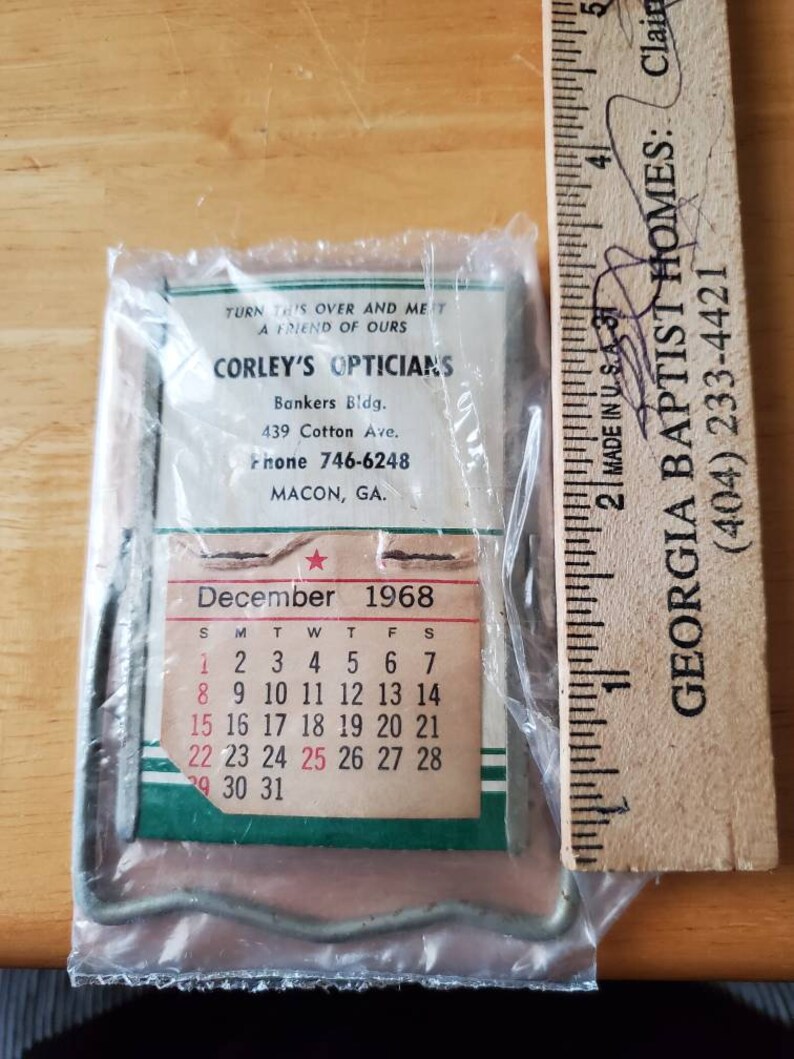 TURN THIS OVER AND MEET
A FRIEND OF OURS
CORLEY'S OPTICIANS
Bankers Bldg.
439 Cotton Ave.
Phone 746-6248
MACON, GA.
December 1968
S M T W T F S
1 2 3 4 5 6 7
8 9 10 11 12 13 14
15 16 17 18 19 20 21
22 23 24 25 26 27 28
29 30 31
GEORGIA BAPTIST HOMES:
(404) 233-4421
MADE IN U.S.A.
1 2 3 4 5